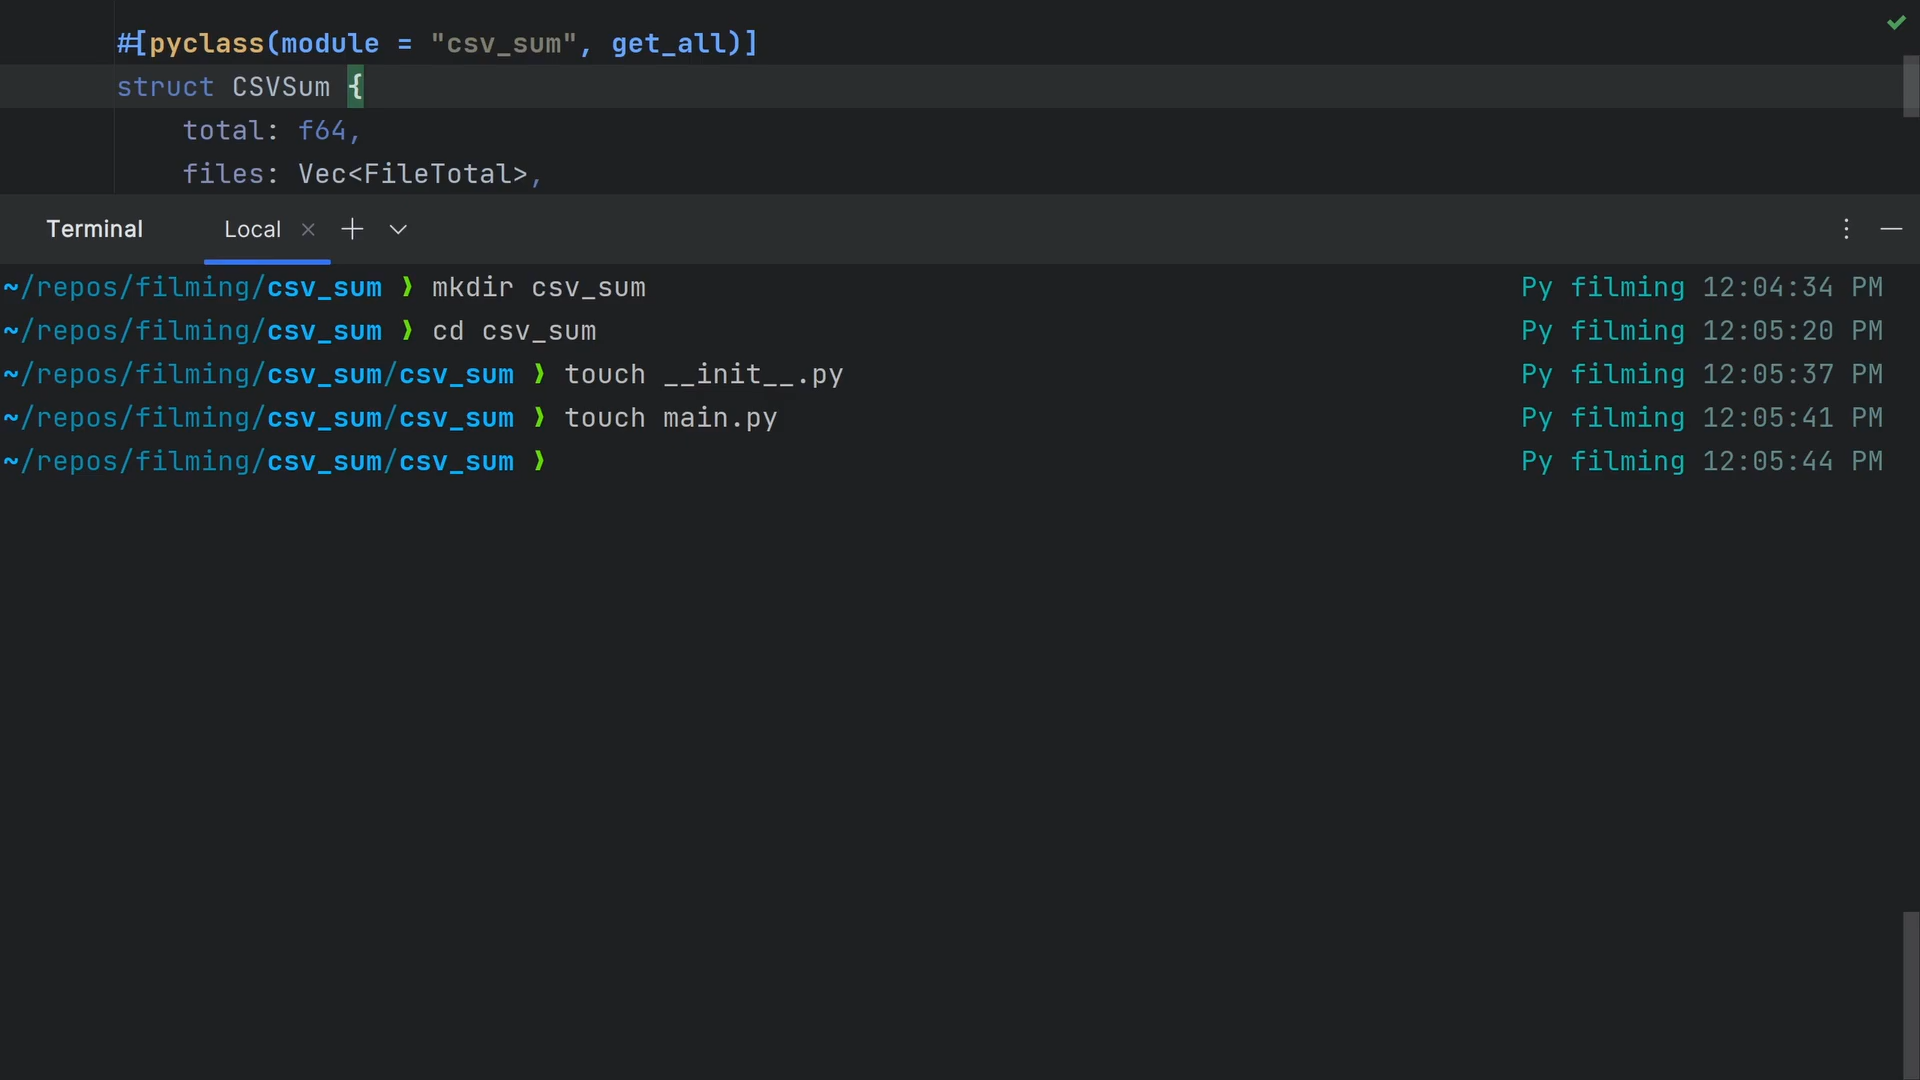 #[pyclass(module = "csv_sum", get_all)]
struct CSVSum {
    total: f64,
    files: Vec<FileTotal>,
Terminal Local
~/repos/filming/csv_sum ❯ mkdir csv_sum Py filming 12:04:34 PM
~/repos/filming/csv_sum ❯ cd csv_sum Py filming 12:05:20 PM
~/repos/filming/csv_sum/csv_sum ❯ touch __init__.py Py filming 12:05:37 PM
~/repos/filming/csv_sum/csv_sum ❯ touch main.py Py filming 12:05:41 PM
~/repos/filming/csv_sum/csv_sum ❯ Py filming 12:05:44 PM